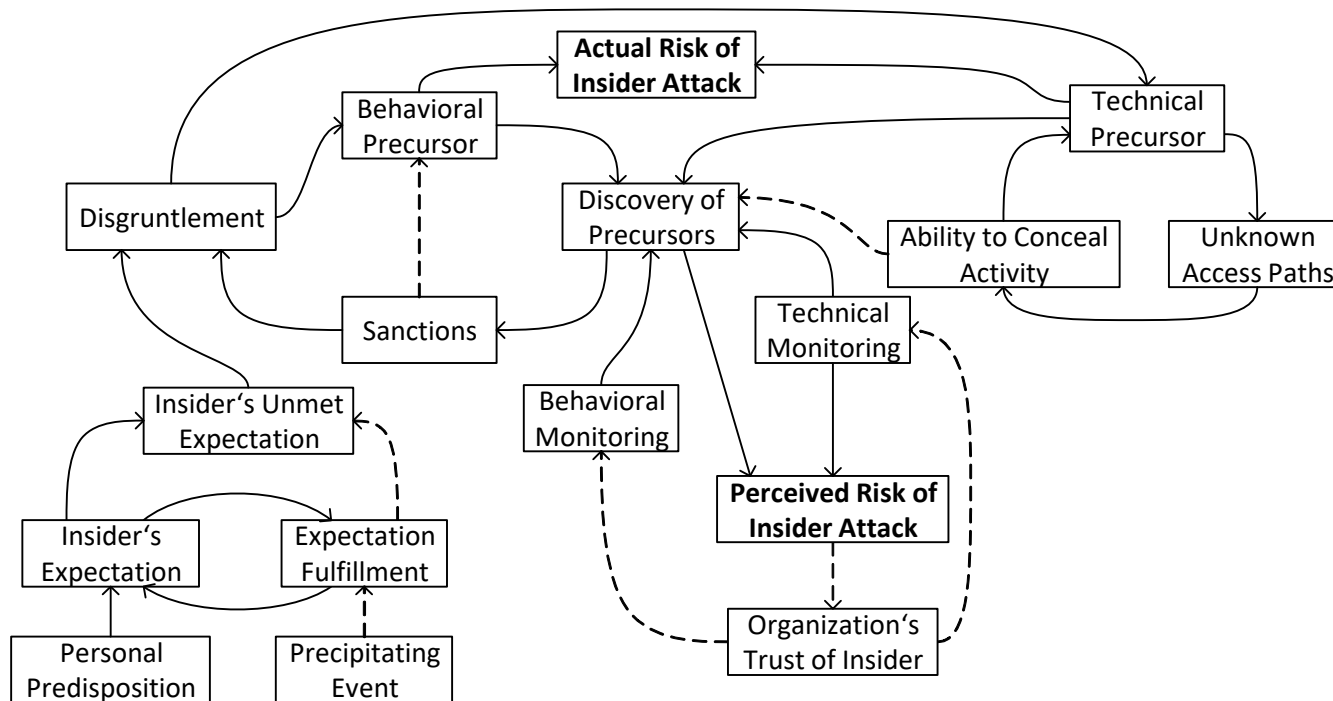 Actual Risk of
Insider Attack
Behavioral
Precursor
Technical
Precursor
Disgruntlement
Discovery of
Precursors
Ability to Conceal
Activity
Unknown
Access Paths
Sanctions
Technical
Monitoring
Insider‘s Unmet
Expectation
Behavioral
Monitoring
Perceived Risk of
Insider Attack
Insider‘s
Expectation
Expectation
Fulfillment
Organization‘s
Trust of Insider
Personal
Predisposition
Precipitating
Event